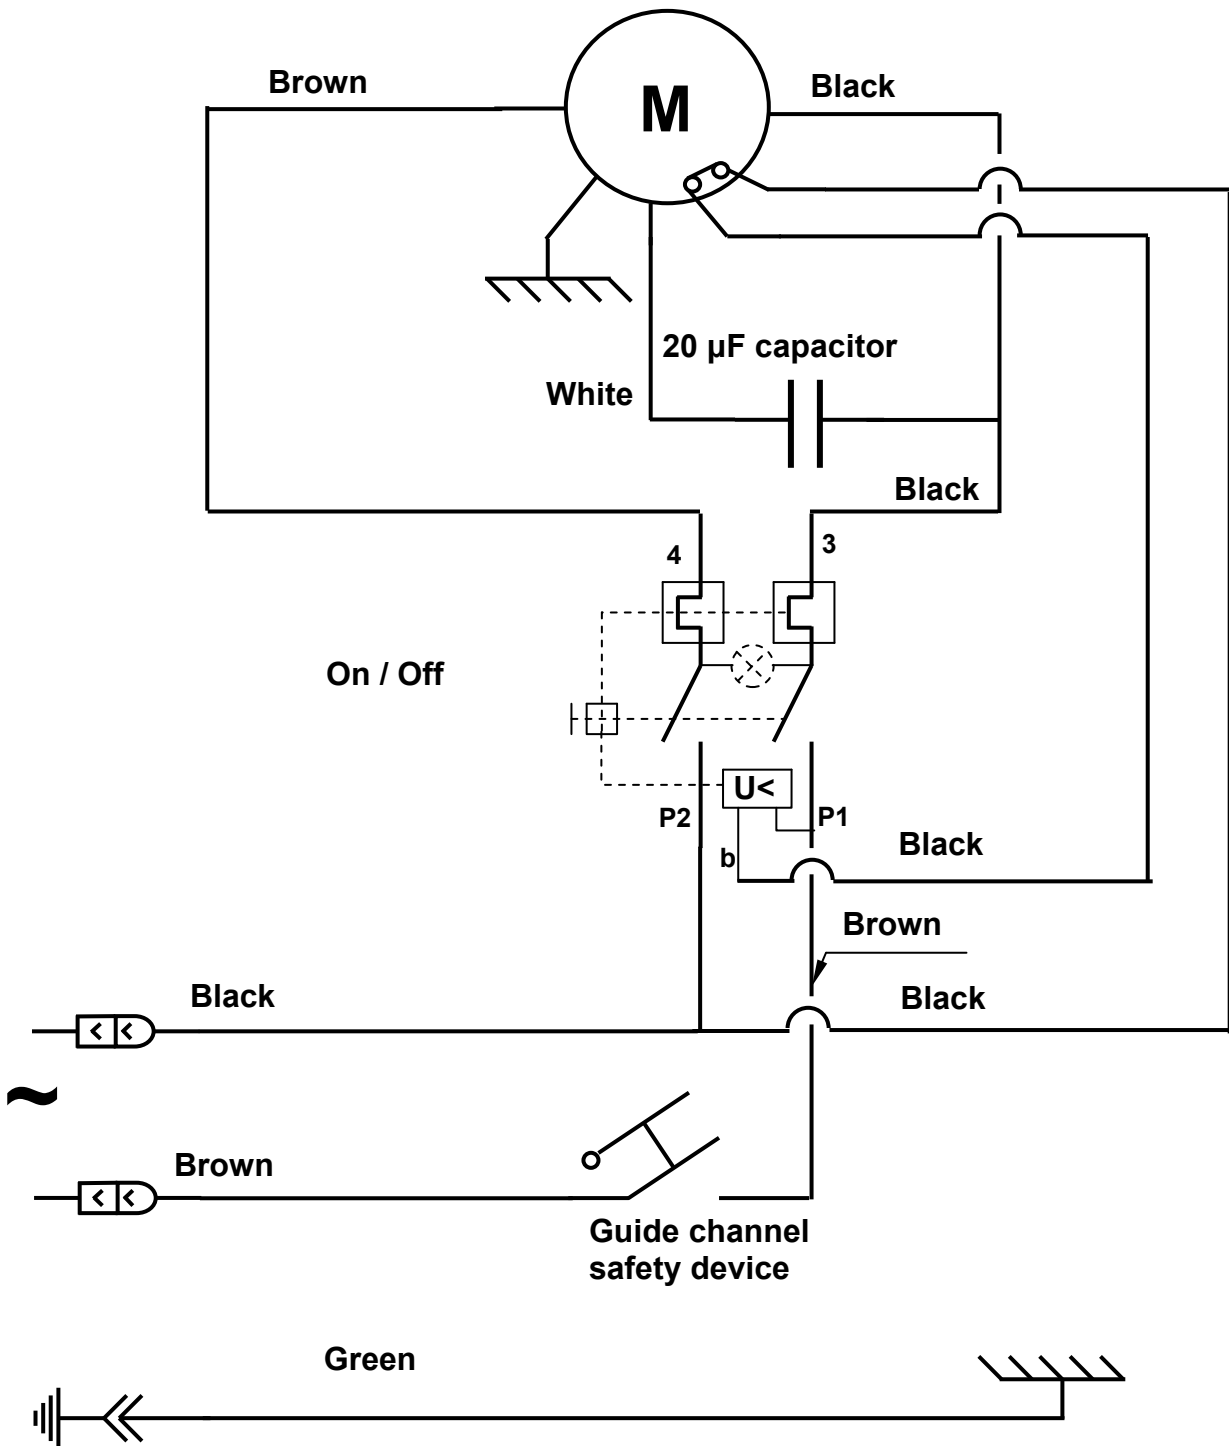 Brown
Black
M
20 µF capacitor
White
Black
4
3
On / Off
U<
P2
P1
b
Black
Brown
Black
Black
~
Brown
Guide channel
safety device
Green